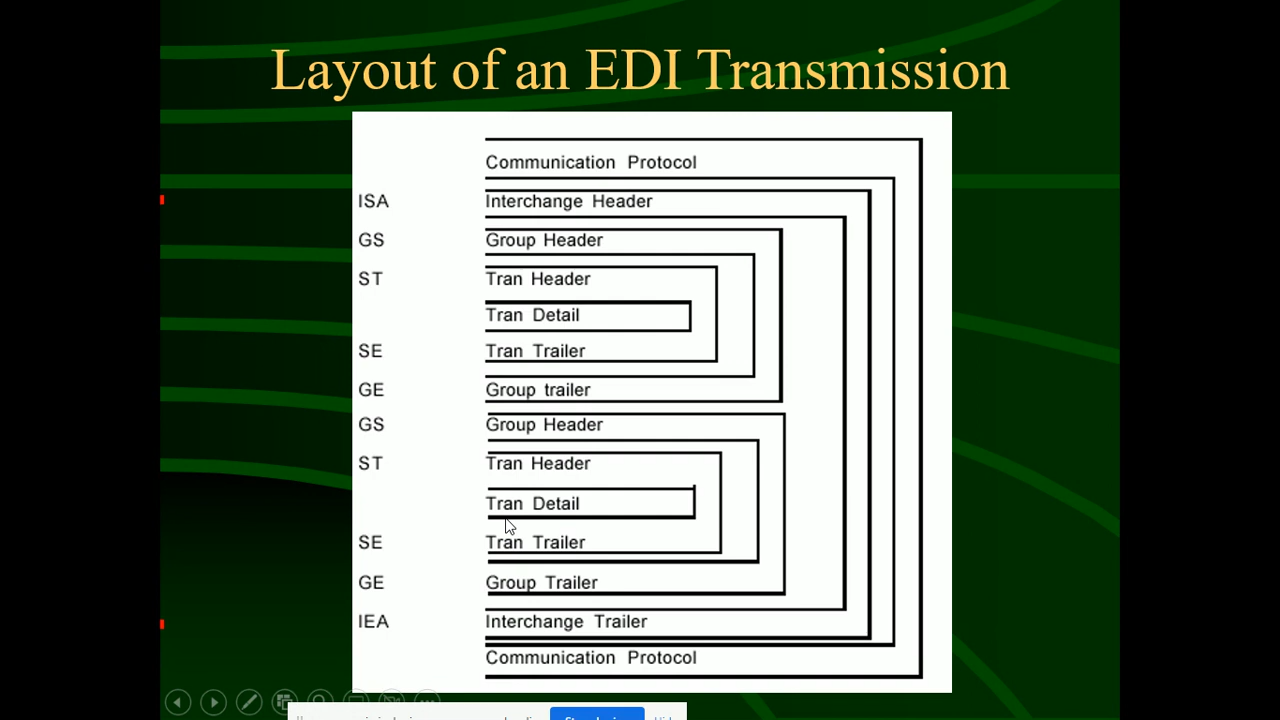 Layout of an EDI Transmission
Communication Protocol
ISA Interchange Header
GS Group Header
ST Tran Header
Tran Detail
SE Tran Trailer
GE Group trailer
GS Group Header
ST Tran Header
Tran Detail
SE Tran Trailer
GE Group Trailer
IEA Interchange Trailer
Communication Protocol